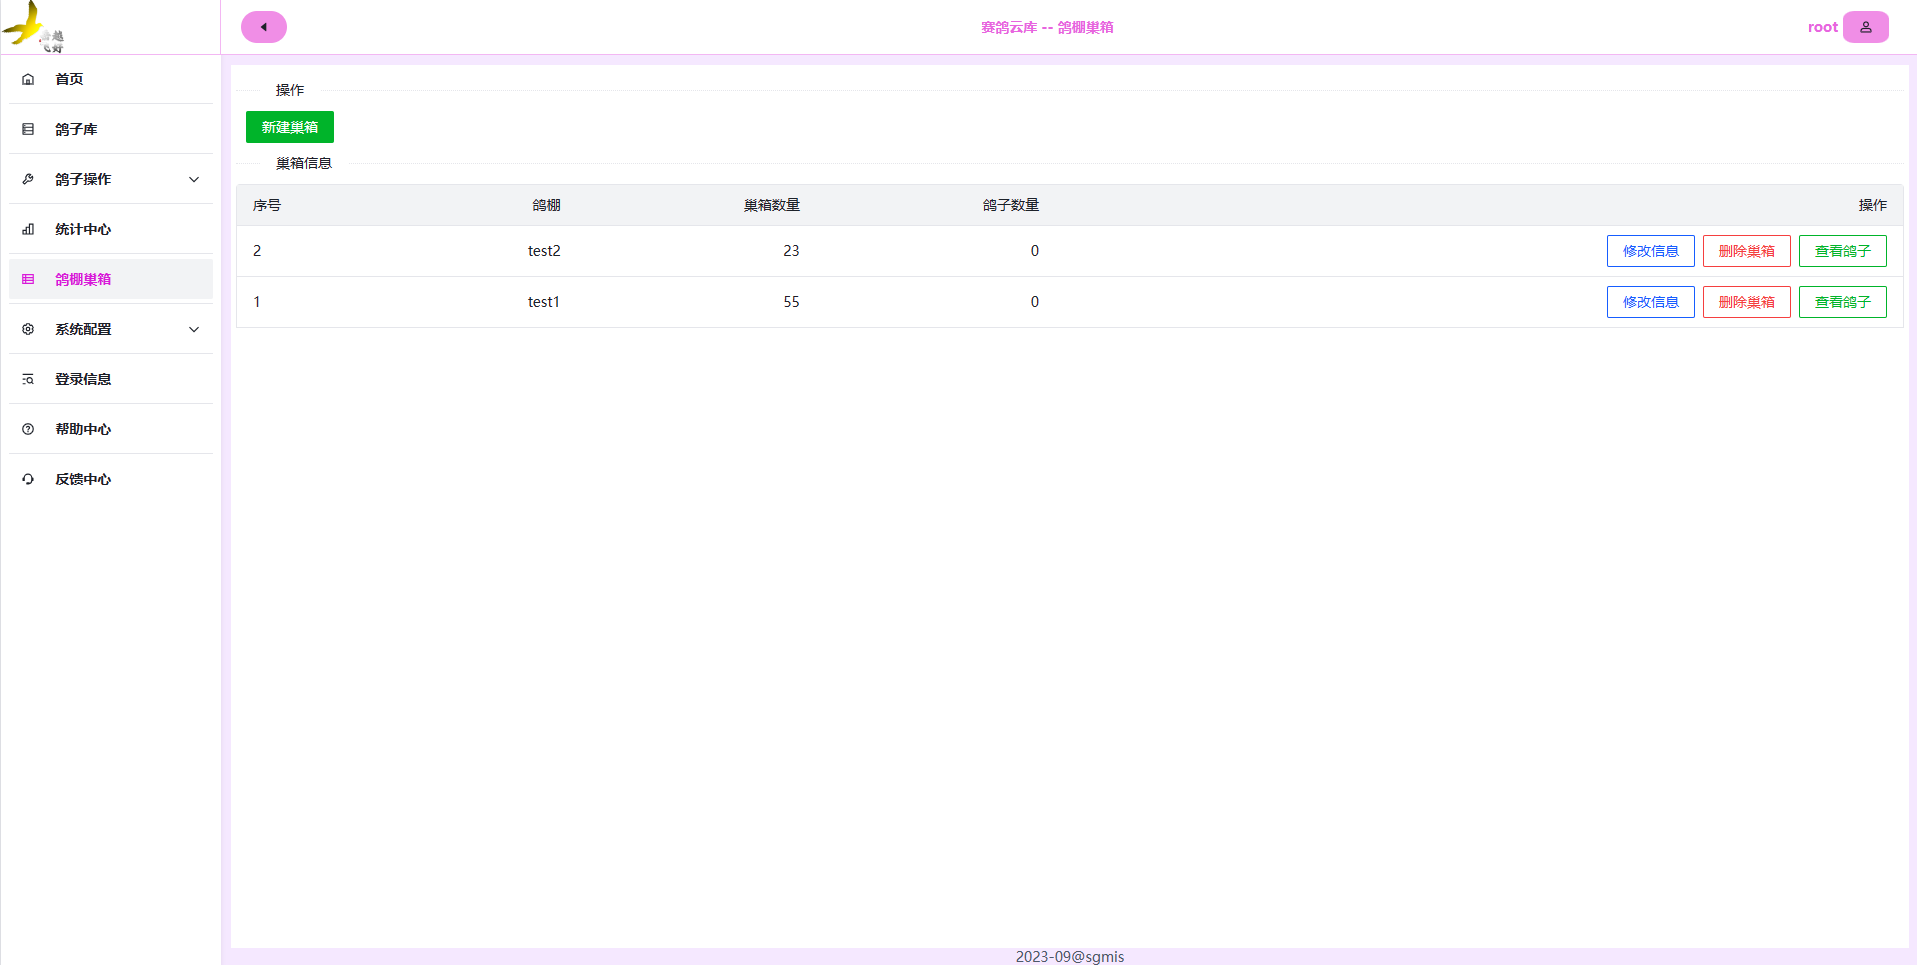 赛鸽云库 -- 鸽棚巢箱
root
首页
鸽子库
鸽子操作
统计中心
鸽棚巢箱
系统配置
登录信息
帮助中心
反馈中心
操作
新建巢箱
巢箱信息
序号 鸽棚 巢箱数量 鸽子数量 操作
2 test2 23 0 修改信息 删除巢箱 查看鸽子
1 test1 55 0 修改信息 删除巢箱 查看鸽子
2023-09@sgmis